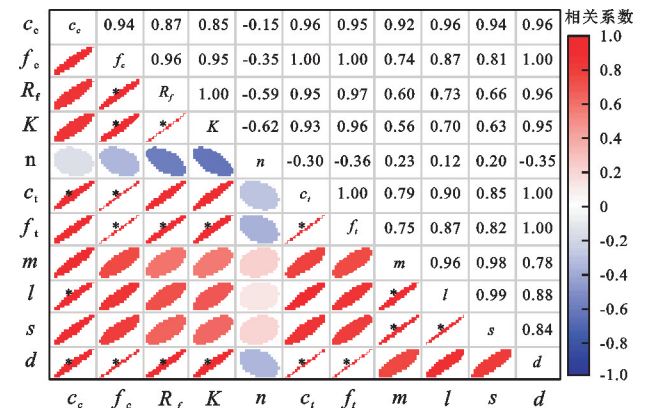 相关系数
c_c c_c 0.94 0.87 0.85 -0.15 0.96 0.95 0.92 0.96 0.94 0.96 1.0
f_c f_c 0.96 0.95 -0.35 1.00 1.00 0.74 0.87 0.81 1.00 0.8
R_f * R_f 1.00 -0.59 0.95 0.97 0.60 0.73 0.66 0.96 0.6
K * * K -0.62 0.93 0.96 0.56 0.70 0.63 0.95 0.4
n n -0.30 -0.36 0.23 0.12 0.20 -0.35 0.2
c_t * * c_t 1.00 0.79 0.90 0.85 1.00 0
f_t * * * * f_t 0.75 0.87 0.82 1.00 -0.2
m m 0.96 0.98 0.78 -0.4
l * * l 0.99 0.88 -0.6
s * * s 0.84 -0.8
d * * * * * * d -1.0
c_c f_c R_f K n c_t f_t m l s d